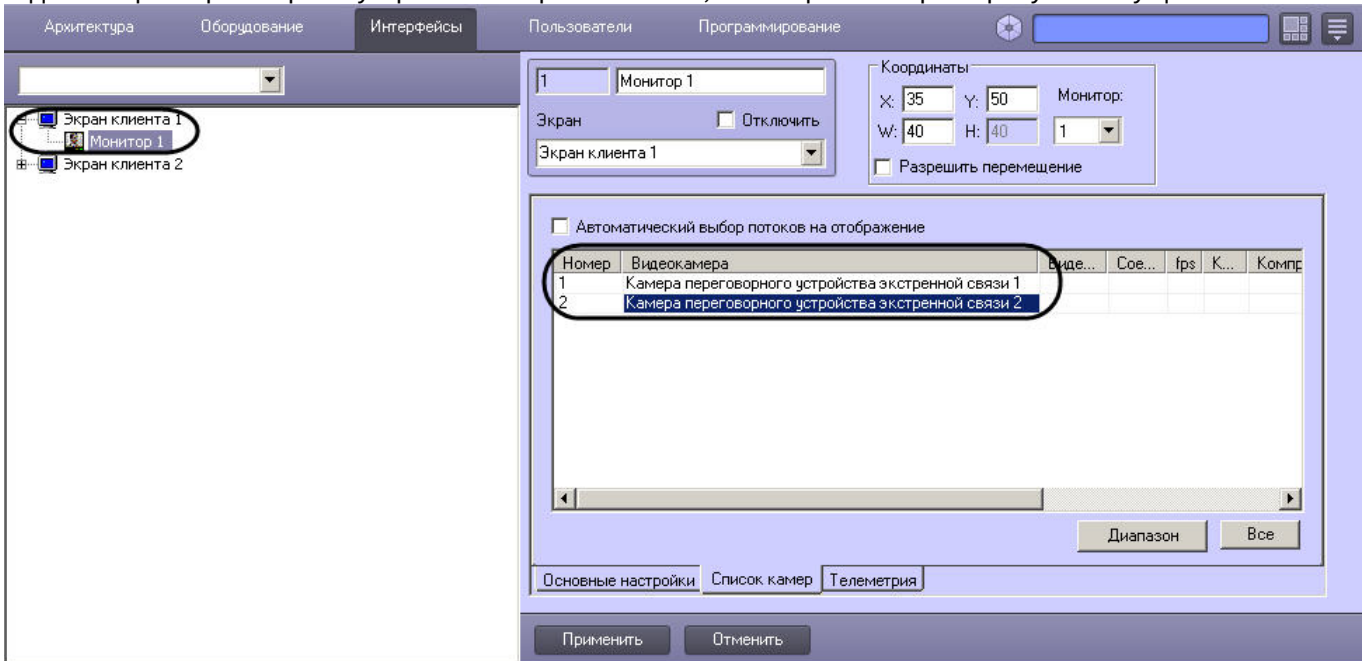 Архитектура Оборудование Интерфейсы Пользователи Программирование
Экран клиента 1
Монитор 1
Экран клиента 2
1 Монитор 1
Экран Отключить
Экран клиента 1
Координаты
X: 35 Y: 50 Монитор:
W: 40 H: 40 1
Разрешить перемещение
Автоматический выбор потоков на отображение
Номер Видеокамера Виде... Сое... fps К... Компр
1 Камера переговорного устройства экстренной связи 1
2 Камера переговорного устройства экстренной связи 2
Диапазон Все
Основные настройки Список камер Телеметрия
Применить Отменить